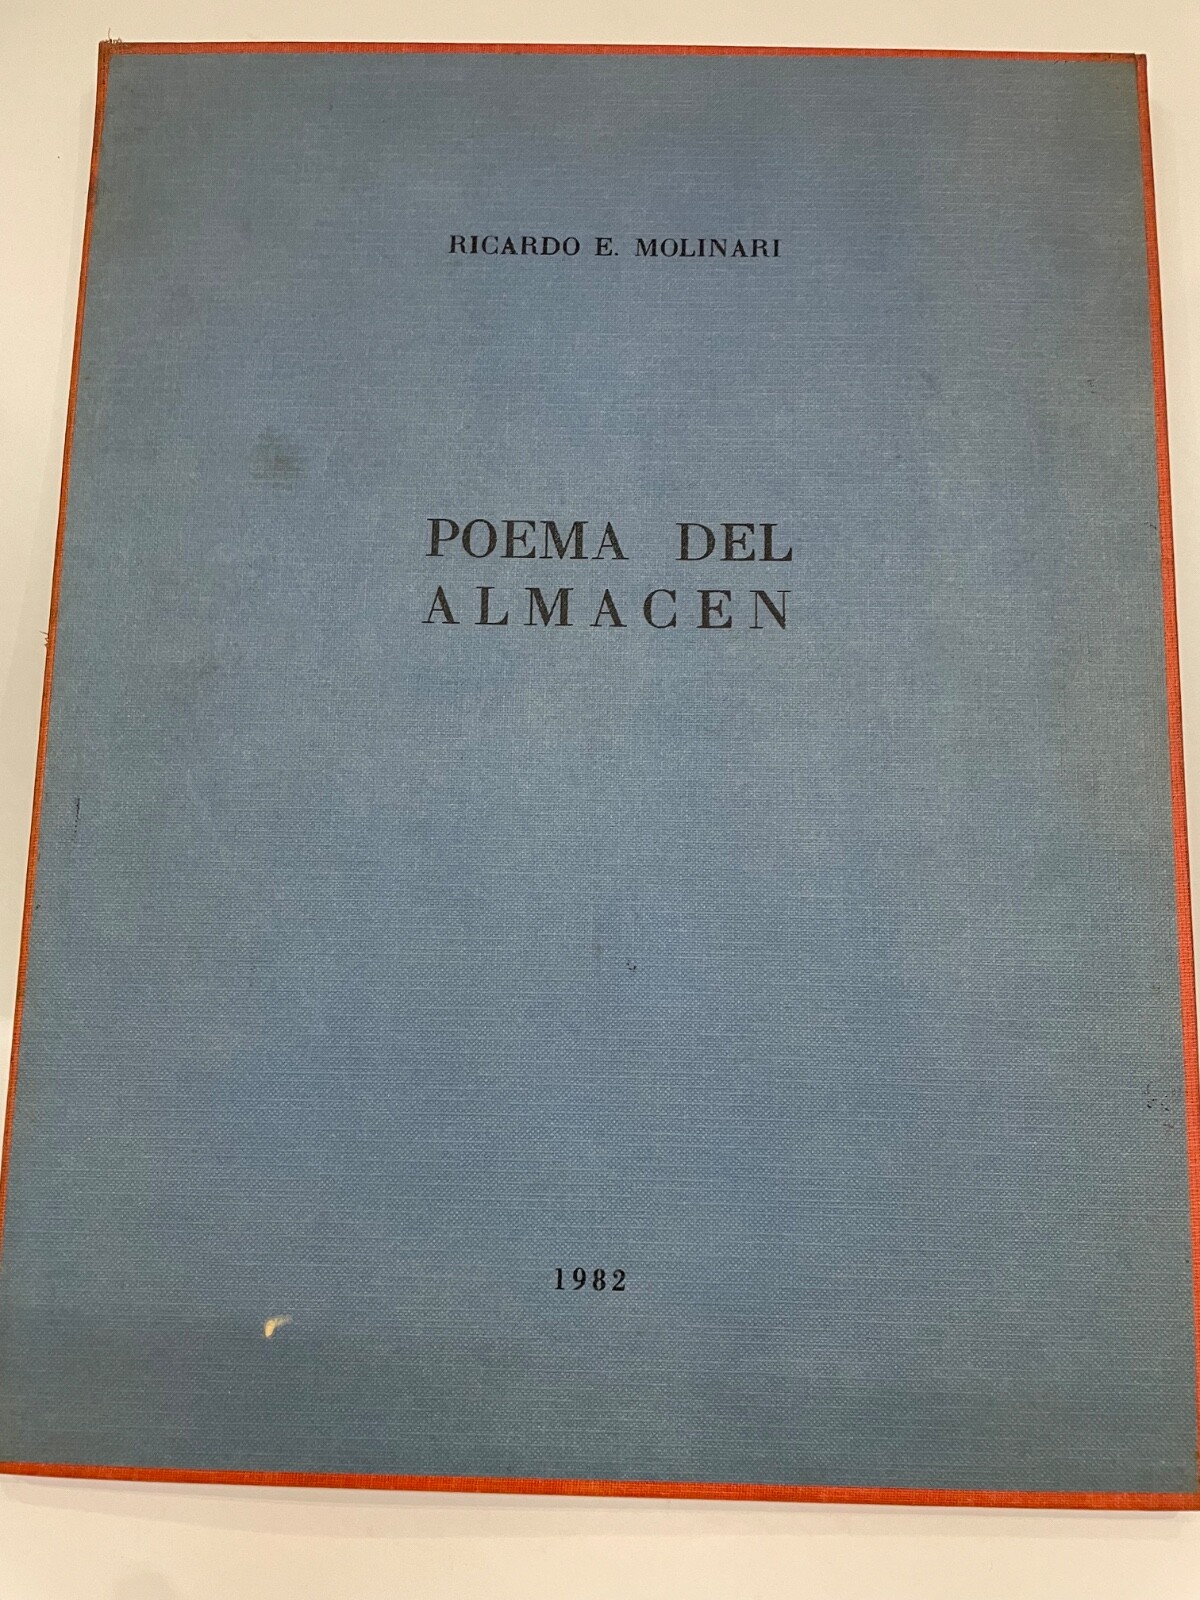 RICARDO E. MOLINARI
POEMA DEL
ALMACEN
1982